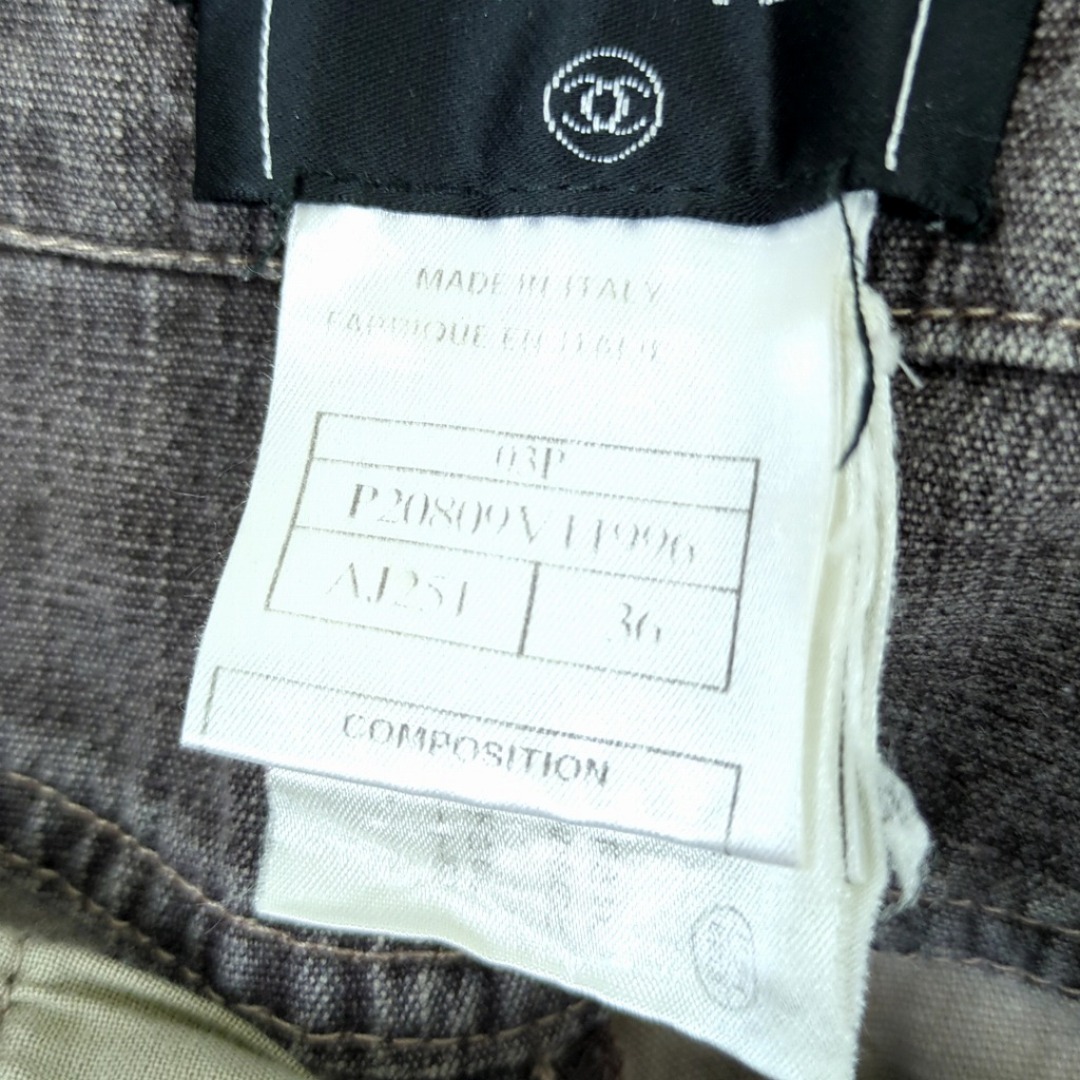 MADE IN ITALY
FABRIQUE EN ITALIE
03P
P20809V11996
AJ251 36
COMPOSITION